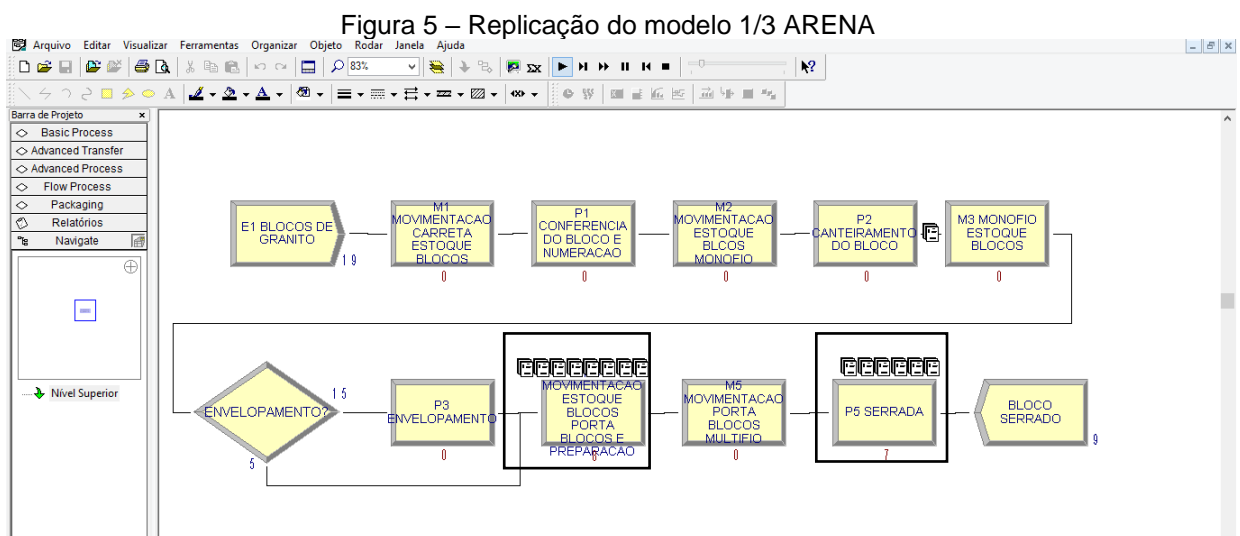 Figura 5 – Replicação do modelo 1/3 ARENA
Arquivo Editar Visualizar Ferramentas Organizar Objeto Rodar Janela Ajuda
83%
Barra de Projeto
Basic Process
Advanced Transfer
Advanced Process
Flow Process
Packaging
Relatórios
Navigate
Nível Superior
E1 BLOCOS DE
GRANITO
19
M1
MOVIMENTACAO
CARRETA
ESTOQUE
BLOCOS
0
P1
CONFERENCIA
DO BLOCO E
NUMERACAO
0
M2
MOVIMENTACAO
ESTOQUE
BLCOS
MONOFIO
0
P2
CANTEIRAMENTO
DO BLOCO
0
M3 MONOFIO
ESTOQUE
BLOCOS
0
ENVELOPAMENTO?
15
5
P3
ENVELOPAMENTO
0
MOVIMENTACAO
ESTOQUE
BLOCOS
PORTA
BLOCOS E
PREPARACAO
6
M5
MOVIMENTACAO
PORTA
BLOCOS
MULTIFIO
0
P5 SERRADA
7
BLOCO
SERRADO
9